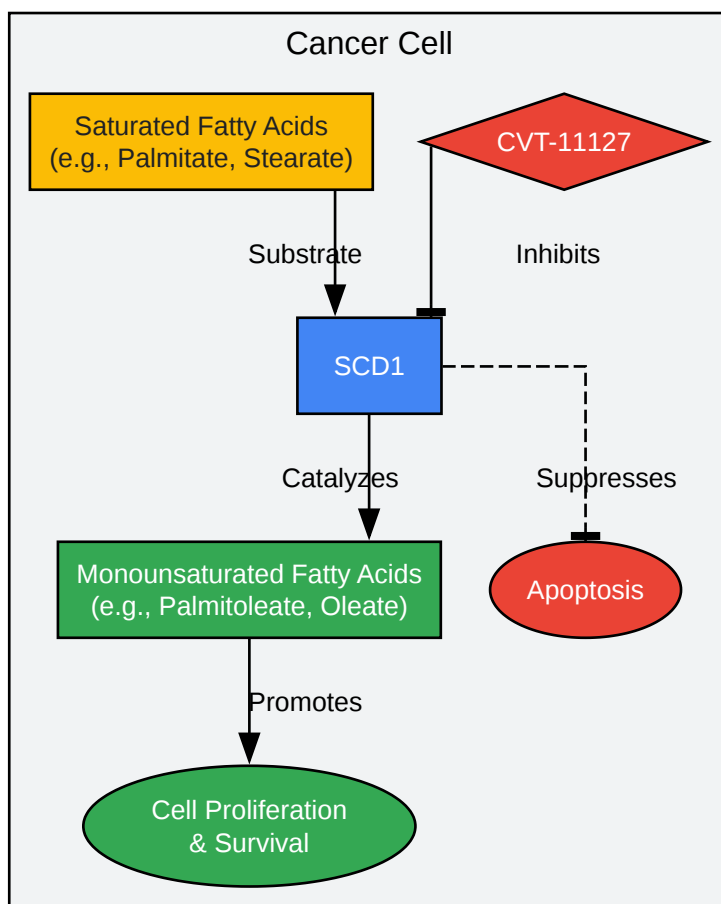 Cancer Cell
Saturated Fatty Acids
(e.g., Palmitate, Stearate)
CVT-11127
Substrate
Inhibits
SCD1
Catalyzes
Suppresses
Monounsaturated Fatty Acids
(e.g., Palmitoleate, Oleate)
Apoptosis
Promotes
Cell Proliferation
& Survival